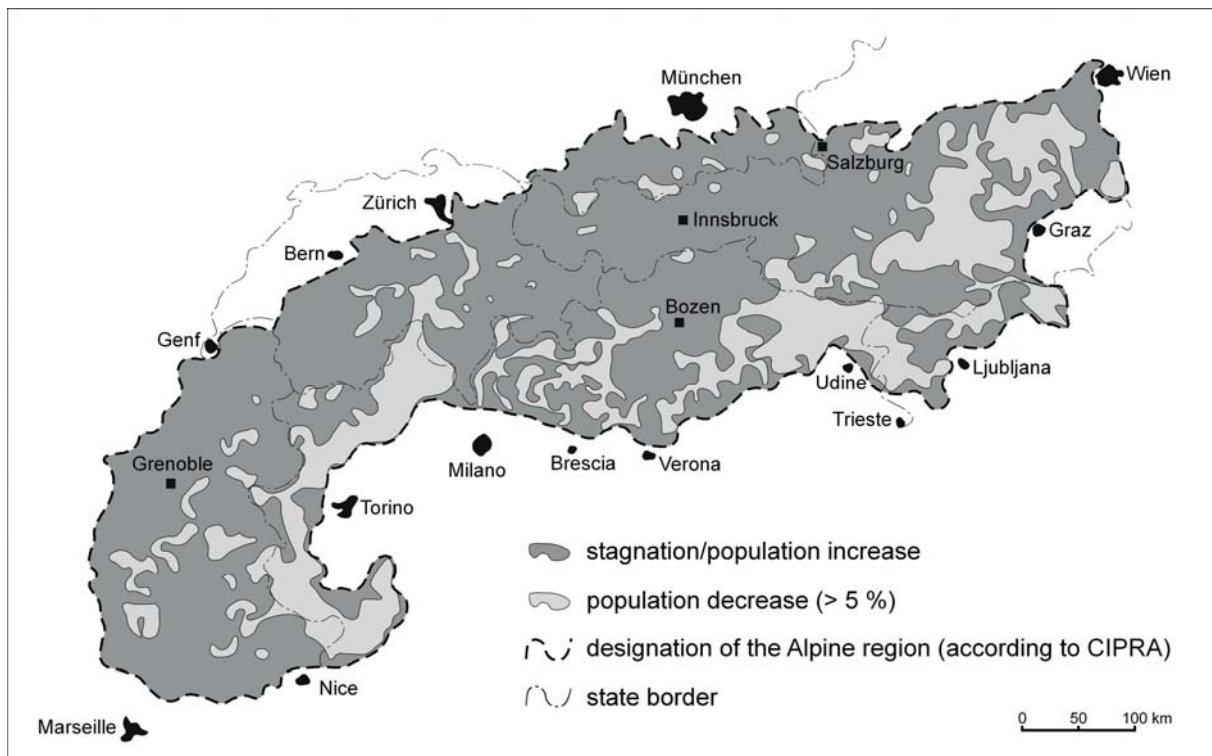 München
Wien
Salzburg
Zürich
Innsbruck
Graz
Bern
Bozen
Genf
Udine
Ljubljana
Trieste
Milano
Brescia
Verona
Grenoble
Torino
stagnation/population increase
population decrease (> 5 %)
designation of the Alpine region (according to CIPRA)
Nice
state border
Marseille
0 50 100 km